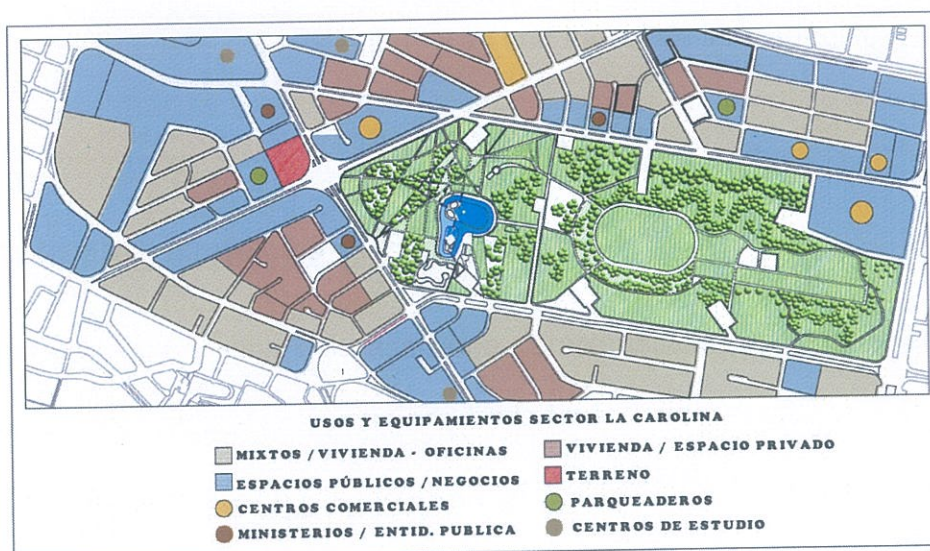 USOS Y EQUIPAMIENTOS SECTOR LA CAROLINA
MIXTOS / VIVIENDA - OFICINAS
ESPACIOS PÚBLICOS / NEGOCIOS
CENTROS COMERCIALES
MINISTERIOS / ENTID. PUBLICA
VIVIENDA / ESPACIO PRIVADO
TERRENO
PARQUEADEROS
CENTROS DE ESTUDIO